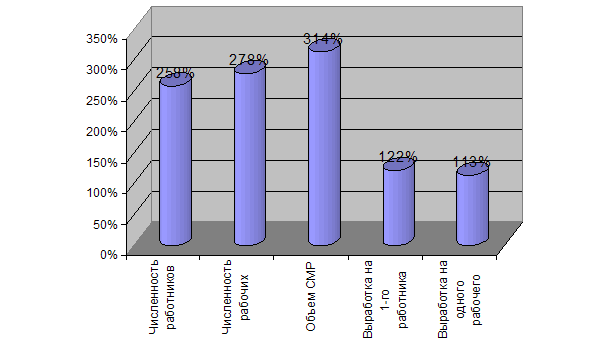 350%
300%
250%
200%
150%
100%
50%
0%
258%
278%
314%
122%
113%
Численность
работников
Численность
рабочих
Объем СМР
Выработка на
1-го
работника
Выработка на
одного
рабочего